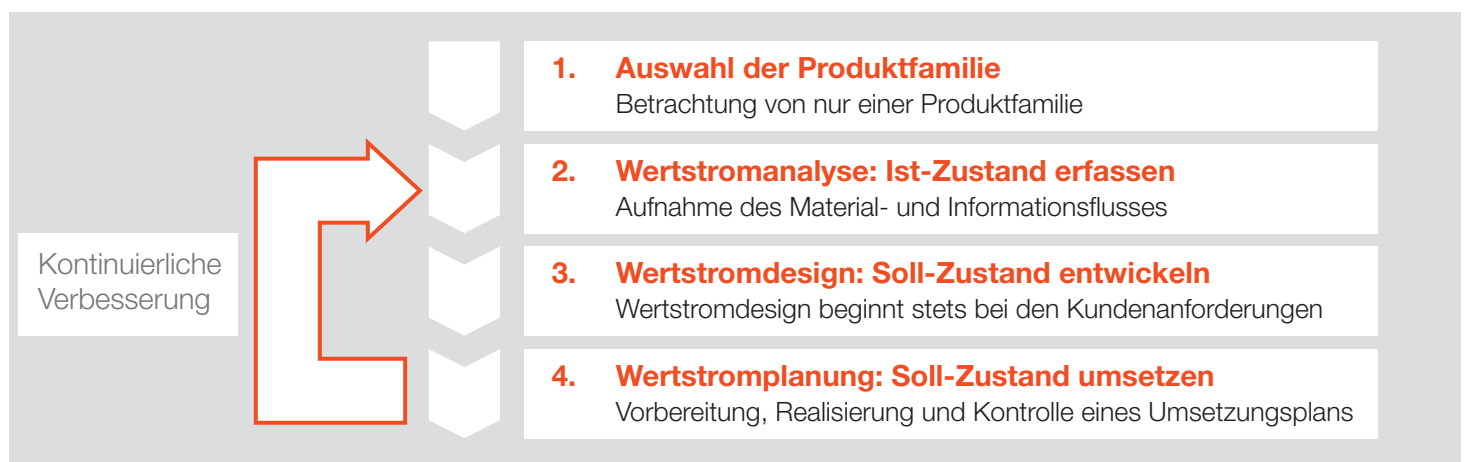 1. Auswahl der Produktfamilie
Betrachtung von nur einer Produktfamilie
2. Wertstromanalyse: Ist-Zustand erfassen
Aufnahme des Material- und Informationsflusses
Kontinuierliche
Verbesserung
3. Wertstromdesign: Soll-Zustand entwickeln
Wertstromdesign beginnt stets bei den Kundenanforderungen
4. Wertstromplanung: Soll-Zustand umsetzen
Vorbereitung, Realisierung und Kontrolle eines Umsetzungsplans